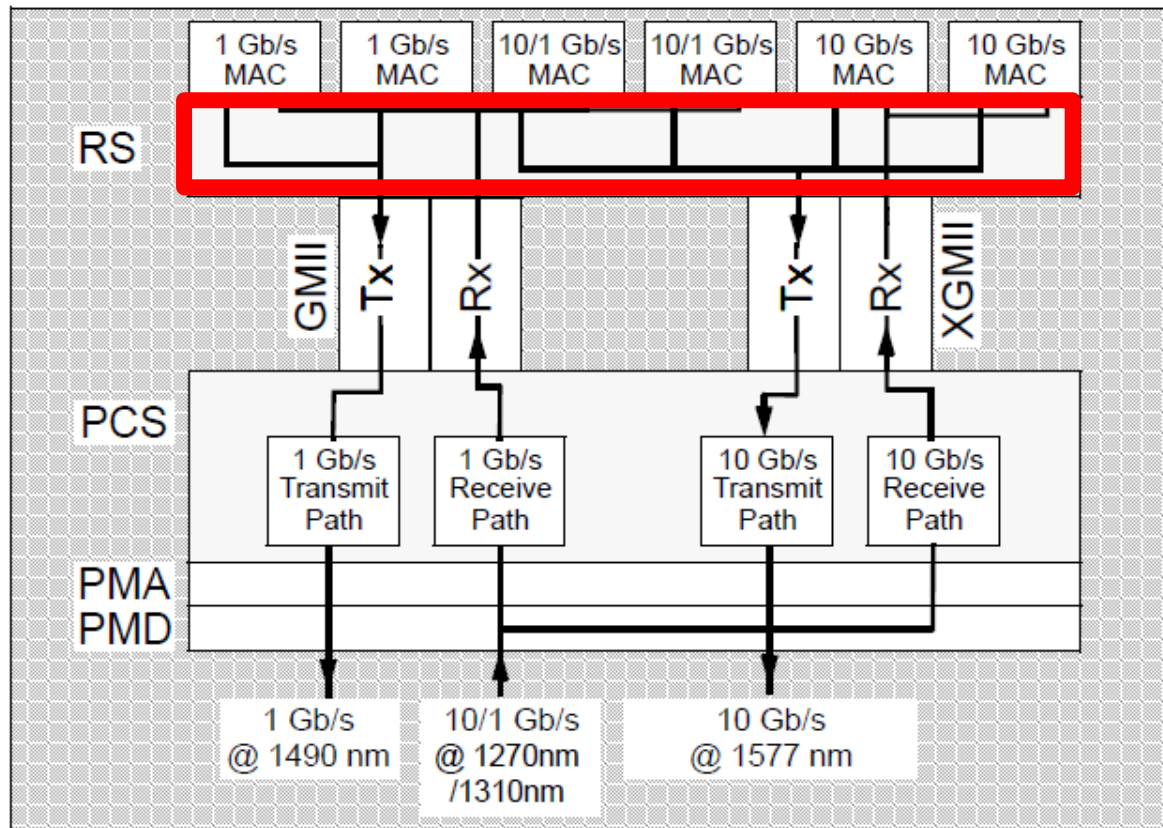 1 Gb/s
MAC
1 Gb/s
MAC
10/1 Gb/s
MAC
10/1 Gb/s
MAC
10 Gb/s
MAC
10 Gb/s
MAC
RS
GMII
Tx
Rx
Tx
Rx
XGMII
PCS
1 Gb/s
Transmit
Path
1 Gb/s
Receive
Path
10 Gb/s
Transmit
Path
10 Gb/s
Receive
Path
PMA
PMD
1 Gb/s
@ 1490 nm
10/1 Gb/s
@ 1270nm
/1310nm
10 Gb/s
@ 1577 nm